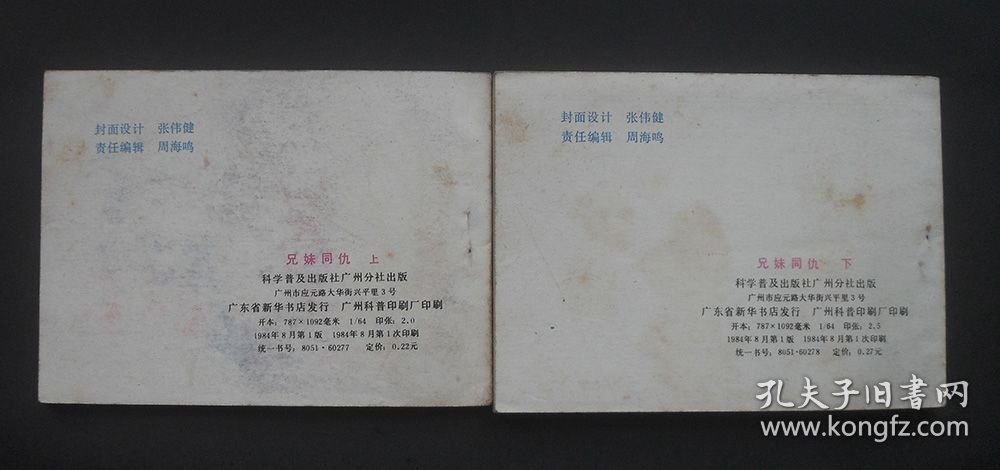 封面设计 张伟健
责任编辑 周海鸣
兄妹同仇 上
科学普及出版社广州分社出版
广州市应元路大华街兴平里3号
广东省新华书店发行 广州科普印刷厂印刷
开本：787×1092毫米 1/64 印张：2.0
1984年8月第1版 1984年8月第1次印刷
统一书号：8051·60277 定价：0.22元
封面设计 张伟健
责任编辑 周海鸣
兄妹同仇 下
科学普及出版社广州分社出版
广州市应元路大华街兴平里3号
广东省新华书店发行 广州科普印刷厂印刷
开本：787×1092毫米 1/64 印张：2.5
1984年8月第1版 1984年8月第1次印刷
统一书号：8051·60278 定价：0.27元
孔夫子旧書网
www.kongfz.com